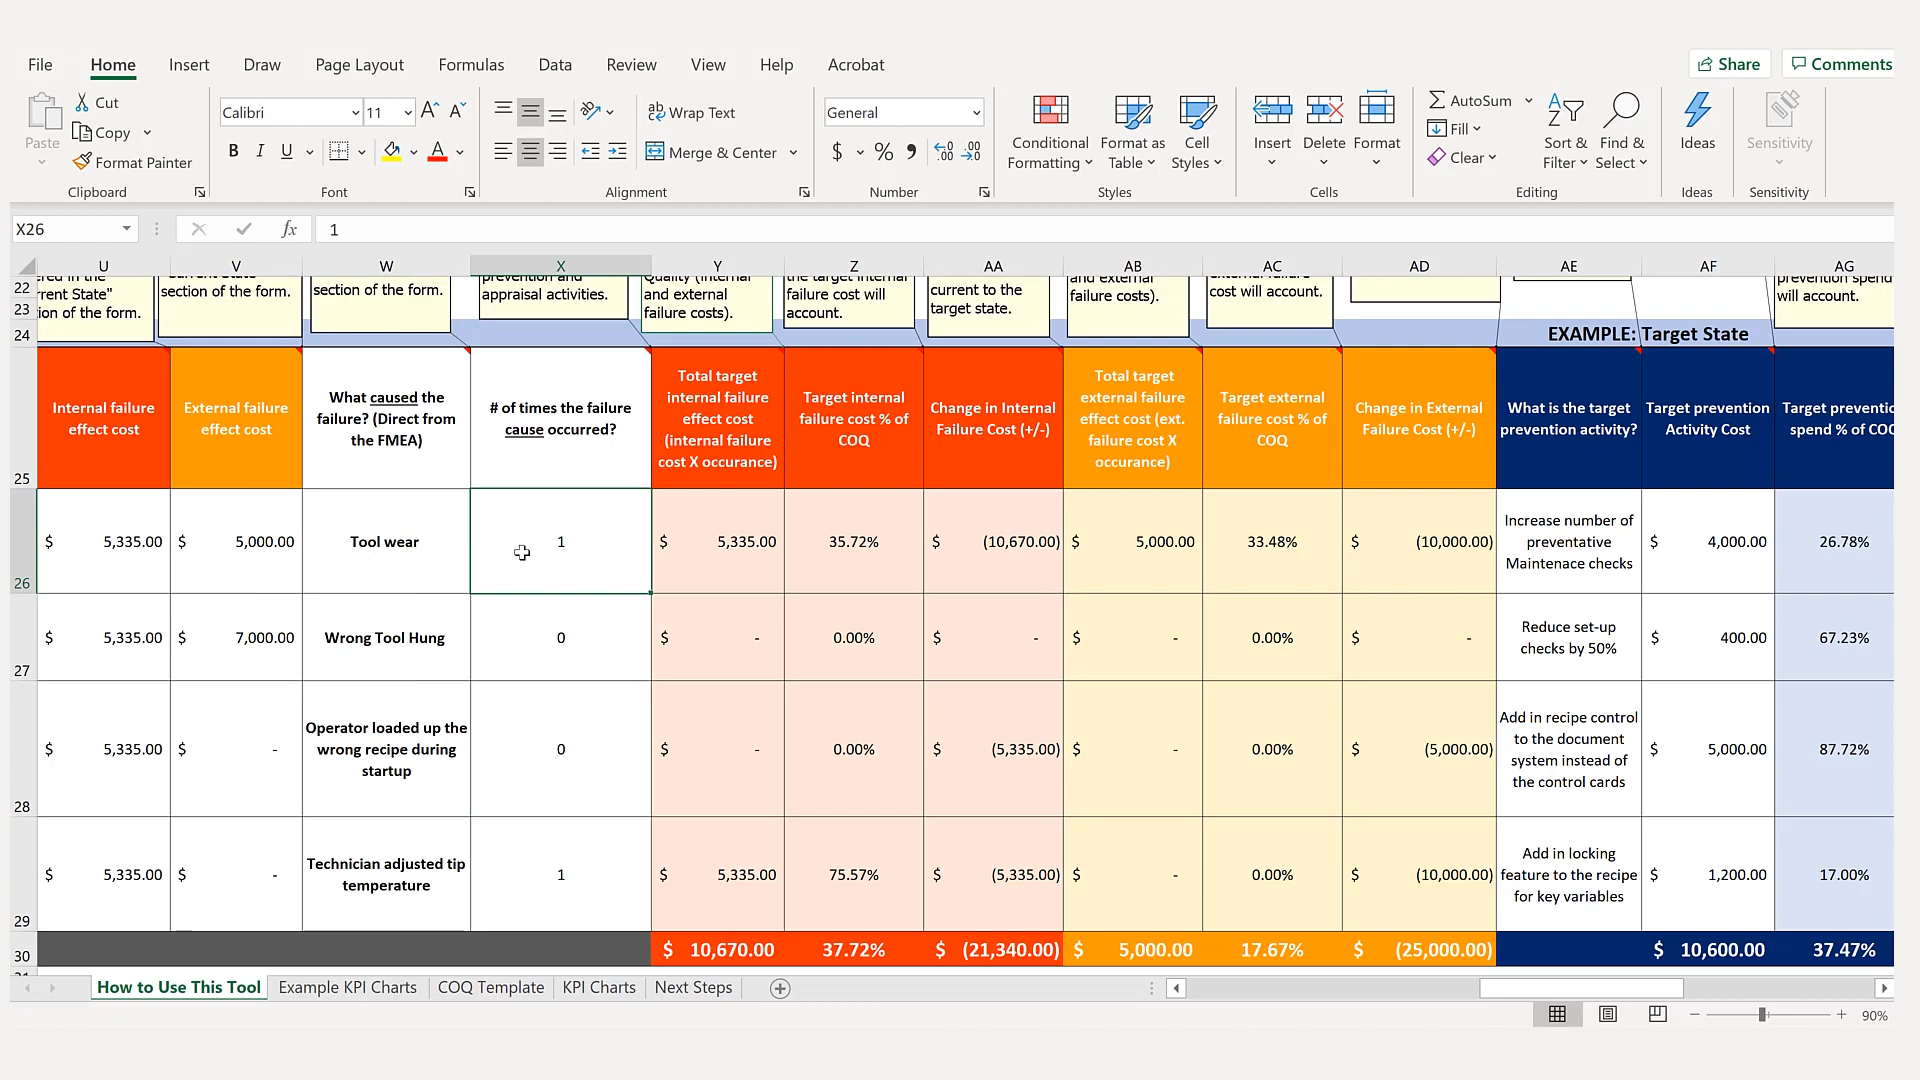 File Home Insert Draw Page Layout Formulas Data Review View Help Acrobat Share Comments
Paste Cut Copy Format Painter Clipboard
Calibri 11 A A B I U A Font
Wrap Text Merge & Center Alignment
General $ % 9 .00 .00 Number
Conditional Formatting Format as Table Cell Styles Styles
Insert Delete Format Cells
AutoSum Fill Clear Sort & Filter Find & Select Editing
Ideas Ideas
Sensitivity Sensitivity
X26 fx 1
U V W X Y Z AA AB AC AD AE AF AG
22
23
24
rrent State"
ion of the form.
section of the form.
section of the form.
prevention and
appraisal activities.
Quality (internal
and external
failure costs).
the target internal
failure cost will
account.
current to the
target state.
and external
failure costs).
cost will account.
prevention spend
will account.
EXAMPLE: Target State
25
Internal failure
effect cost
External failure
effect cost
What caused the
failure? (Direct from
the FMEA)
# of times the failure
cause occurred?
Total target
internal failure
effect cost
(internal failure
cost X occurance)
Target internal
failure cost % of
COQ
Change in Internal
Failure Cost (+/-)
Total target
external failure
effect cost (ext.
failure cost X
occurance)
Target external
failure cost % of
COQ
Change in External
Failure Cost (+/-)
What is the target
prevention activity?
Target prevention
Activity Cost
Target preventio
spend % of COQ
26
$ 5,335.00 $ 5,000.00 Tool wear 1 $ 5,335.00 35.72% $ (10,670.00) $ 5,000.00 33.48% $ (10,000.00)
Increase number of
preventative
Maintenace checks
$ 4,000.00 26.78%
27
$ 5,335.00 $ 7,000.00 Wrong Tool Hung 0 $ - 0.00% $ - $ - 0.00% $ -
Reduce set-up
checks by 50%
$ 400.00 67.23%
28
$ 5,335.00 $ -
Operator loaded up the
wrong recipe during
startup
0 $ - 0.00% $ (5,335.00) $ - 0.00% $ (5,000.00)
Add in recipe control
to the document
system instead of
the control cards
$ 5,000.00 87.72%
29
$ 5,335.00 $ -
Technician adjusted tip
temperature
1 $ 5,335.00 75.57% $ (5,335.00) $ - 0.00% $ (10,000.00)
Add in locking
feature to the recipe
for key variables
$ 1,200.00 17.00%
30 $ 10,670.00 37.72% $ (21,340.00) $ 5,000.00 17.67% $ (25,000.00) $ 10,600.00 37.47%
How to Use This Tool Example KPI Charts COQ Template KPI Charts Next Steps
90%